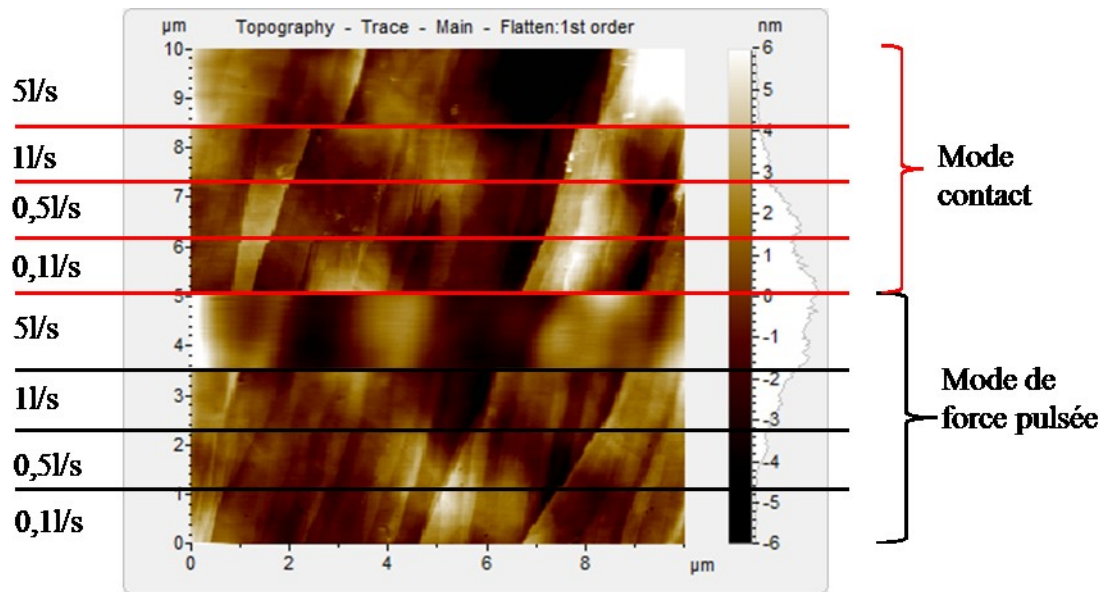 µm
Topography - Trace - Main - Flatten:1st order
nm
10
9
8
7
6
5
4
3
2
1
0
0
2
4
6
8
µm
6
5
4
3
2
1
0
-1
-2
-3
-4
-5
-6
5l/s
1l/s
0,5l/s
0,1l/s
5l/s
1l/s
0,5l/s
0,1l/s
Mode
contact
Mode de
force pulsée